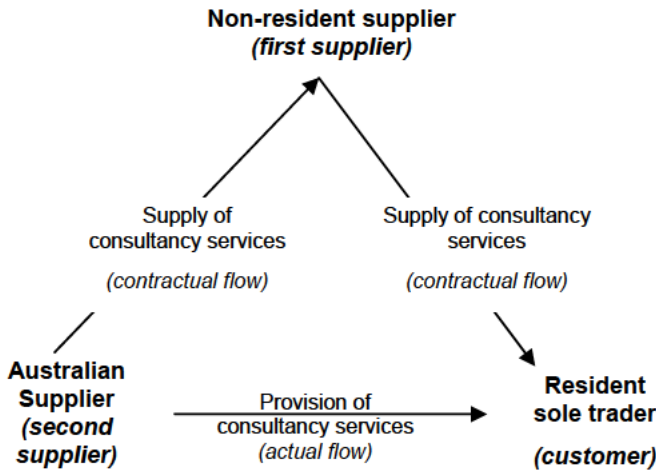 Non-resident supplier
(first supplier)
Supply of
consultancy services
(contractual flow)
Supply of consultancy
services
(contractual flow)
Australian
Supplier
(second
supplier)
Provision of
consultancy services
(actual flow)
Resident
sole trader
(customer)